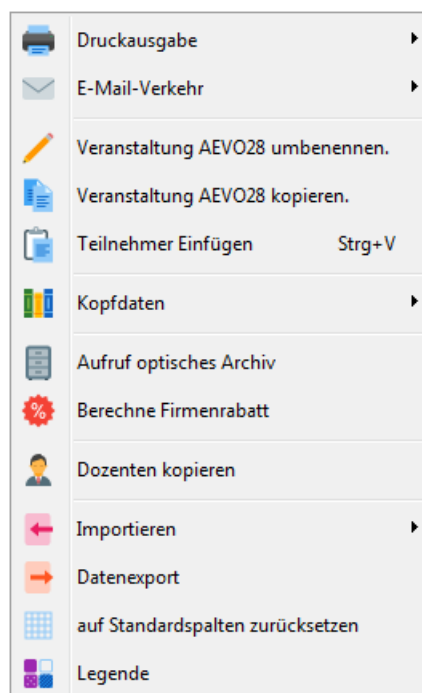 Druckausgabe
E-Mail-Verkehr
Veranstaltung AEVO28 umbenennen.
Veranstaltung AEVO28 kopieren.
Teilnehmer Einfügen Strg+V
Kopfdaten
Aufruf optisches Archiv
%
Berechne Firmenrabatt
Dozenten kopieren
Importieren
Datenexport
auf Standardspalten zurücksetzen
Legende